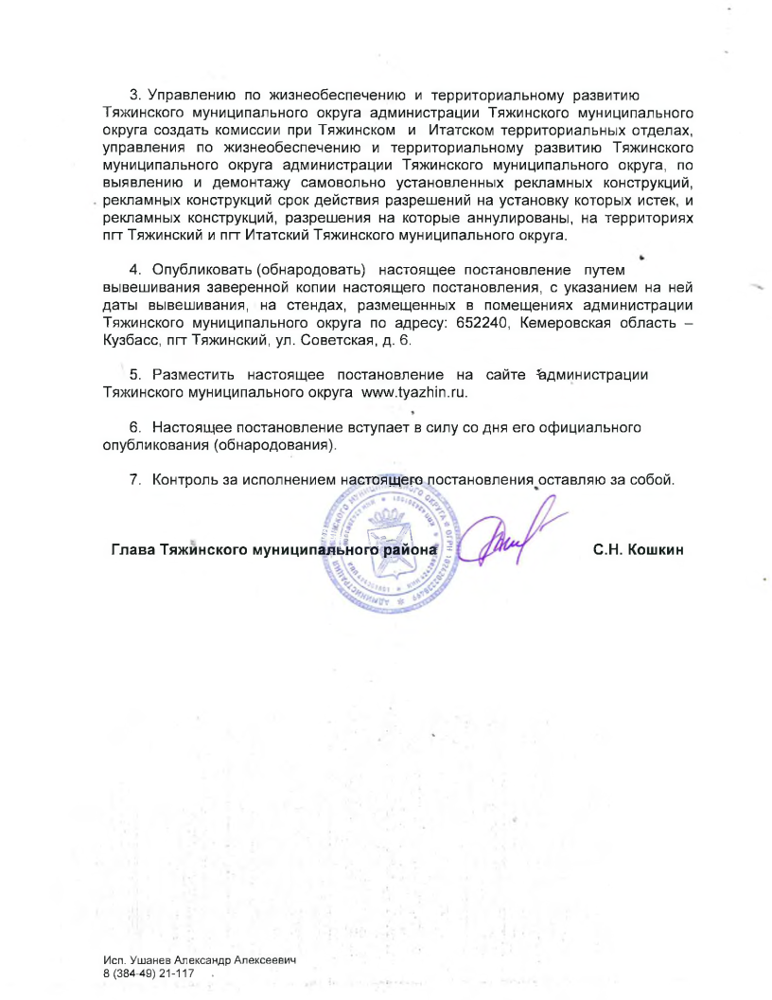 3. Управлению по жизнеобеспечению и территориальному развитию
Тяжинского муниципального округа администрации Тяжинского муниципального
округа создать комиссии при Тяжинском и Итатском территориальных отделах,
управления по жизнеобеспечению и территориальному развитию Тяжинского
муниципального округа администрации Тяжинского муниципального округа, по
выявлению и демонтажу самовольно установленных рекламных конструкций,
рекламных конструкций срок действия разрешений на установку которых истек, и
рекламных конструкций, разрешения на которые аннулированы, на территориях
пгт Тяжинский и пгт Итатский Тяжинского муниципального округа.
4. Опубликовать (обнародовать) настоящее постановление путем
вывешивания заверенной копии настоящего постановления, с указанием на ней
даты вывешивания, на стендах, размещенных в помещениях администрации
Тяжинского муниципального округа по адресу: 652240, Кемеровская область –
Кузбасс, пгт Тяжинский, ул. Советская, д. 6.
5. Разместить настоящее постановление на сайте администрации
Тяжинского муниципального округа www.tyazhin.ru.
6. Настоящее постановление вступает в силу со дня его официального
опубликования (обнародования).
7. Контроль за исполнением настоящего постановления оставляю за собой.
Глава Тяжинского муниципального района С.Н. Кошкин
Исп. Ушанев Александр Алексеевич
8 (384-49) 21-117